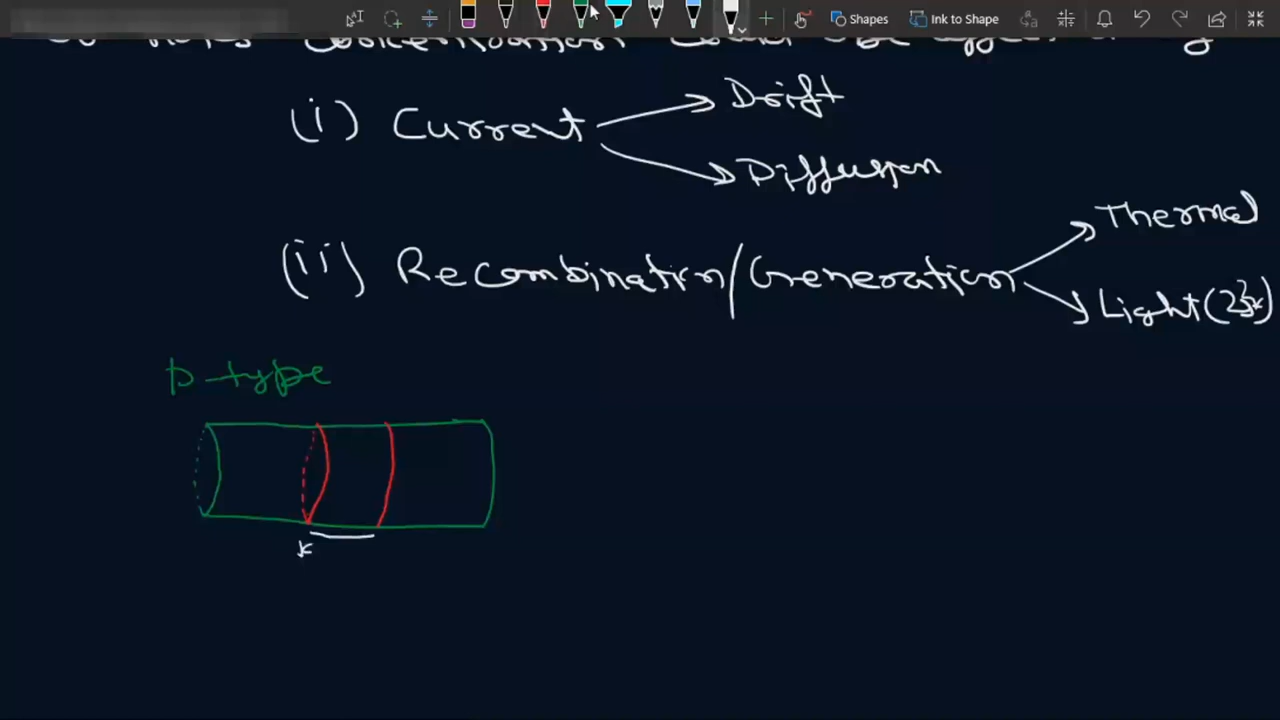 Shapes Ink to Shape
(i) Current Drift
Diffusion
(ii) Recombination/Generation Thermal
Light
P-type
x